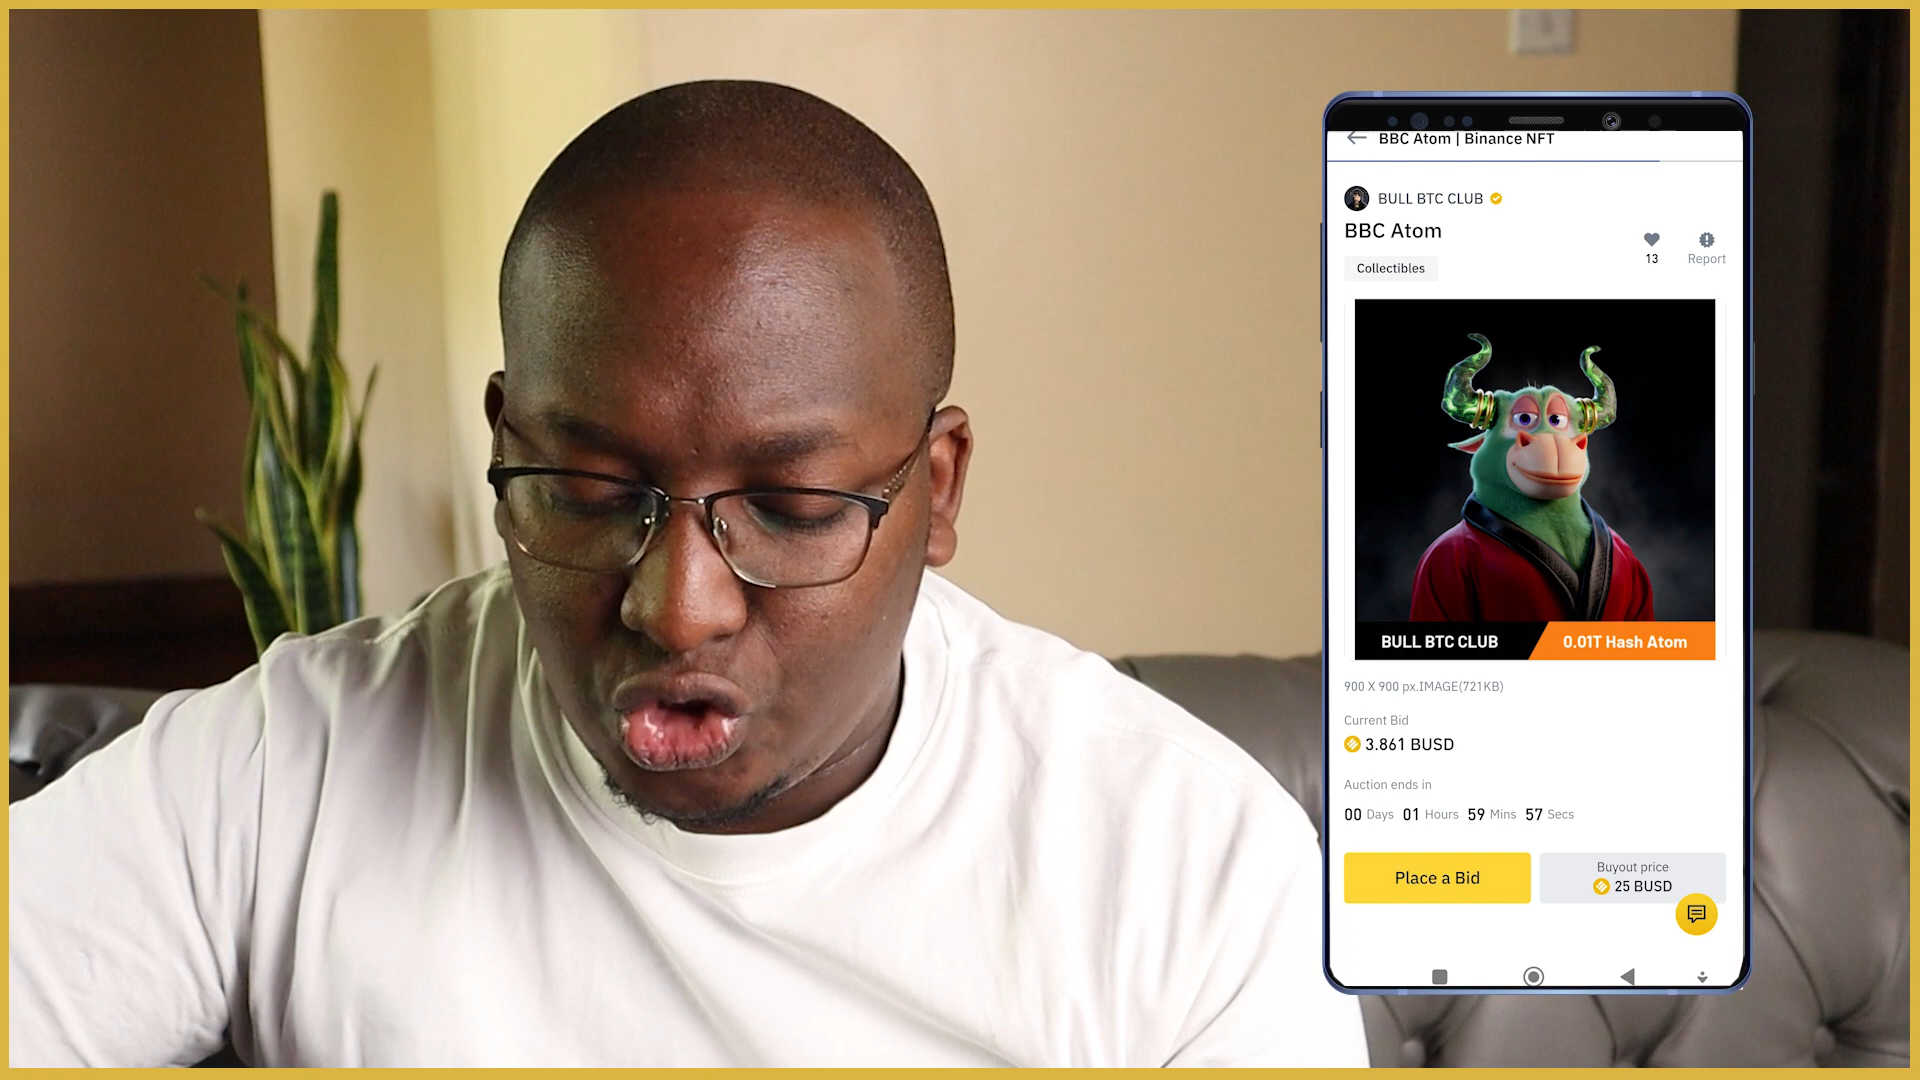 BBC Atom | Binance NFT
BULL BTC CLUB
BBC Atom
Collectibles
13
Report
BULL BTC CLUB
0.01T Hash Atom
900 X 900 px.IMAGE(721KB)
Current Bid
3.861 BUSD
Auction ends in
00 Days 01 Hours 59 Mins 57 Secs
Place a Bid
Buyout price
25 BUSD